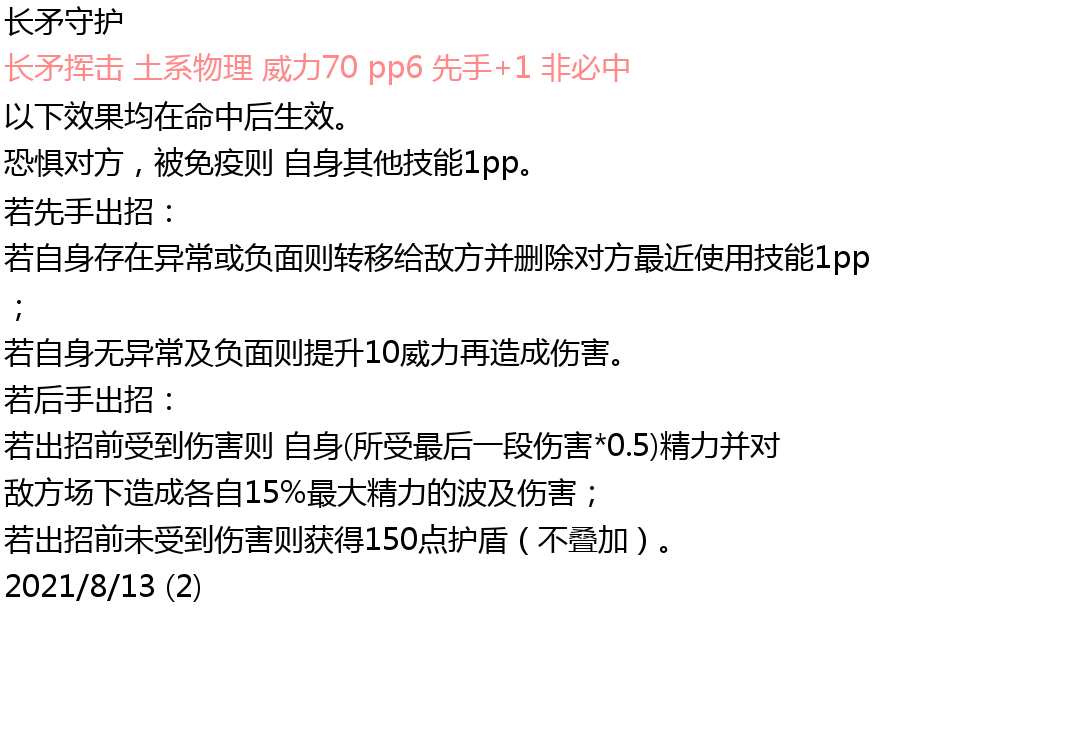 长矛守护
长矛挥击 土系物理 威力70 pp6 先手+1 非必中
以下效果均在命中后生效。
恐惧对方，被免疫则 自身其他技能1pp。
若先手出招：
若自身存在异常或负面则转移给敌方并删除对方最近使用技能1pp
；
若自身无异常及负面则提升10威力再造成伤害。
若后手出招：
若出招前受到伤害则 自身(所受最后一段伤害*0.5)精力并对
敌方场下造成各自15%最大精力的波及伤害；
若出招前未受到伤害则获得150点护盾（不叠加）。
2021/8/13 (2)